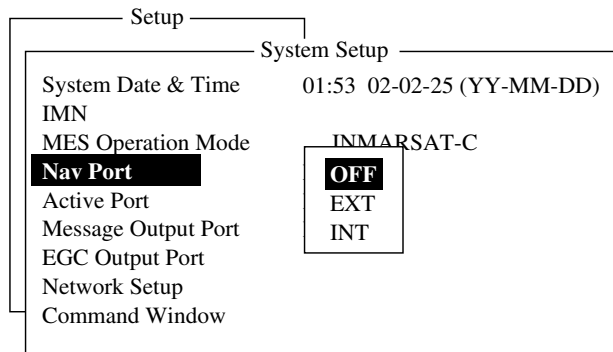 Setup
System Setup
System Date & Time 01:53 02-02-25 (YY-MM-DD)
IMN
MES Operation Mode INMARSAT-C
Nav Port OFF
Active Port EXT
Message Output Port INT
EGC Output Port
Network Setup
Command Window